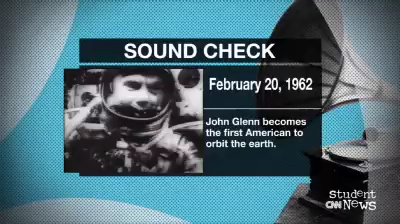 SOUND CHECK
February 20, 1962
John Glenn becomes
the first American to
orbit the earth.
Student
CNN NEWS